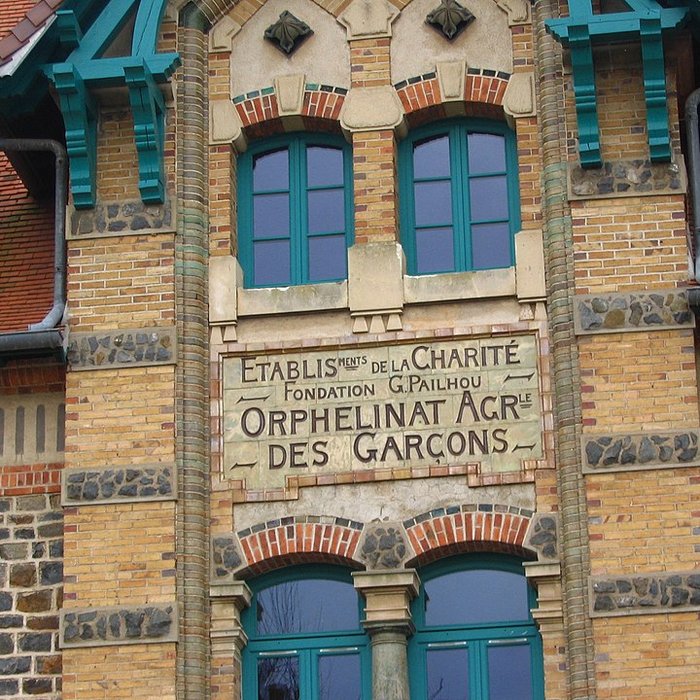 ETABLISMENTS DE LA CHARITÉ
FONDATION G. PAILHOU
ORPHELINAT AGRLE
DES GARÇONS